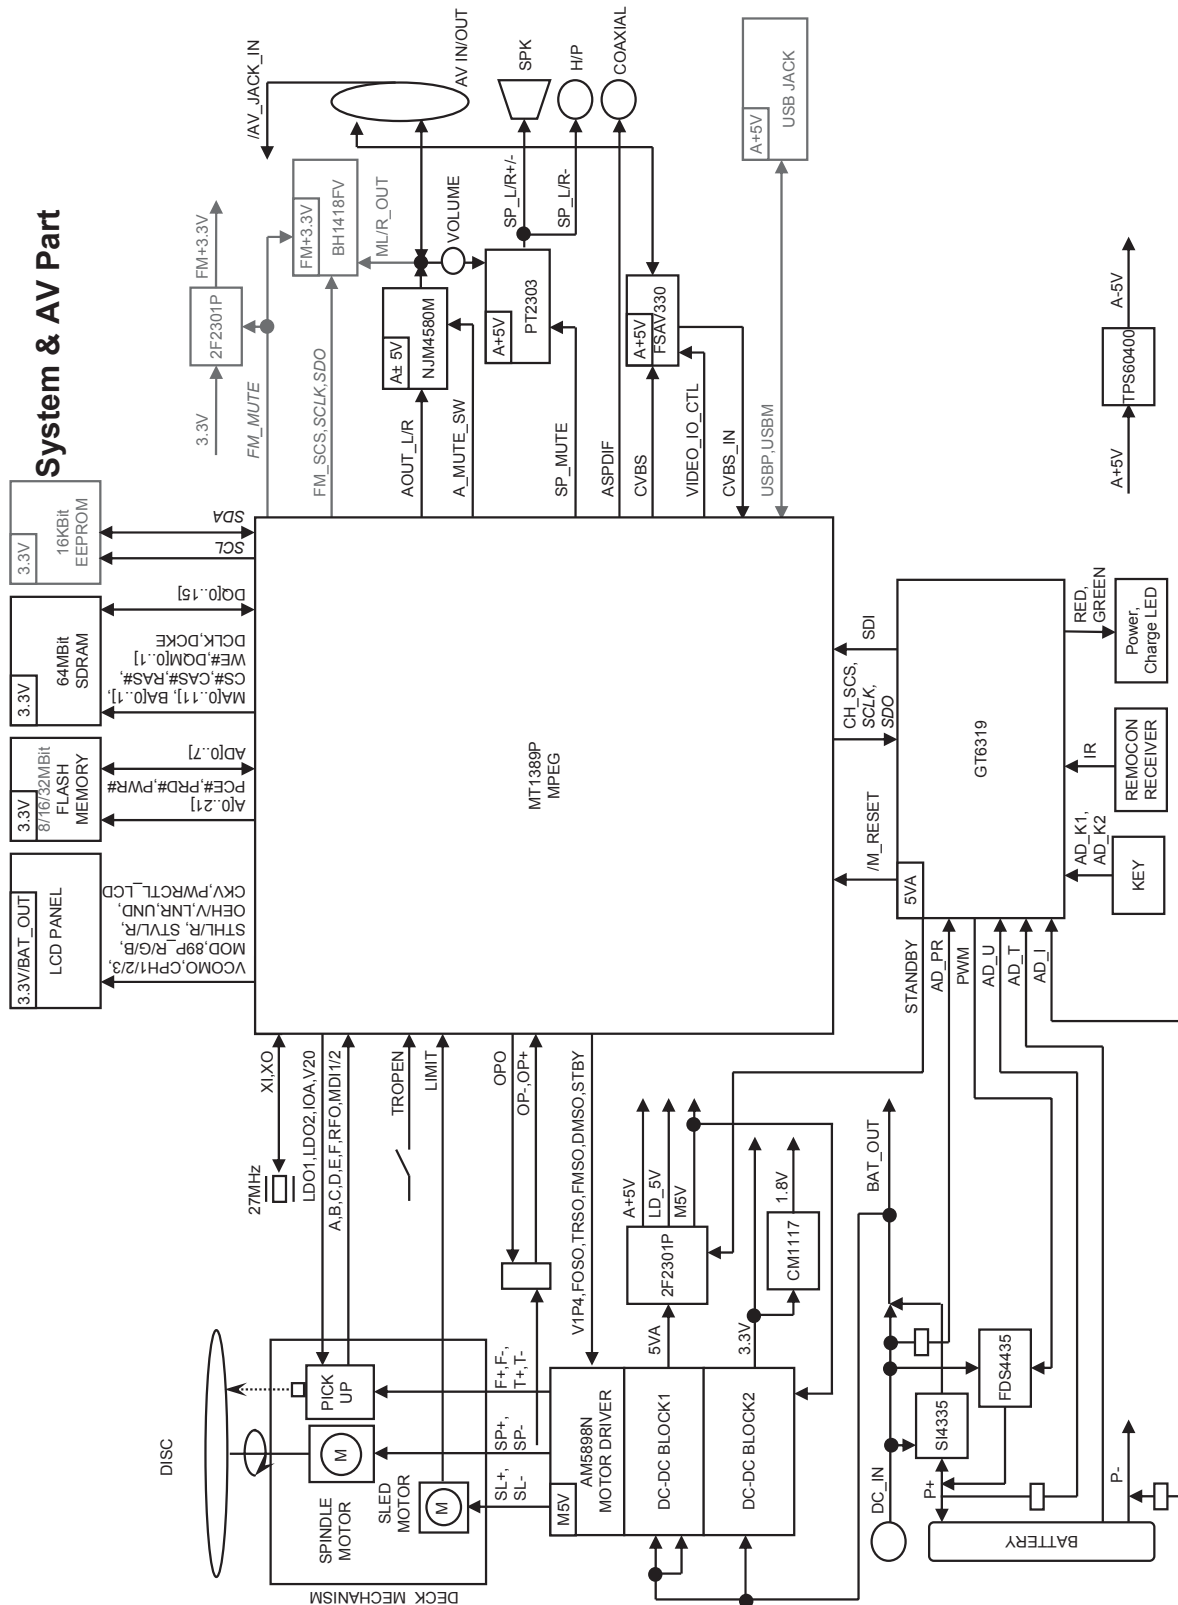 System & AV Part
DISC
DECK MECHANISM
SPINDLE
MOTOR
M
SLED
MOTOR
M
PICK
UP
27MHz
XI,XO
LDO1,LDO2,IOA,V20
A,B,C,D,E,F,RFO,MDI1/2
TROPEN
LIMIT
OPO
OP-,OP+
V1P4,FOSO,TRSO,FMSO,DMSO,STBY
SL+,
SL-
SP+,
SP-
F+,F-,
T+,T-
M5V
AM5898N
MOTOR DRIVER
DC-DC BLOCK1
DC-DC BLOCK2
5VA
3.3V
2F2301P
A+5V
LD_5V
M5V
CM1117
1.8V
BAT_OUT
DC_IN
P+
SI4335
FDS4435
P-
BATTERY
3.3V/BAT_OUT
LCD PANEL
VCOMO,CPH1/2/3,
MOD,89P_R/G/B,
STHL/R, STVL/R,
OEH/V,LNR,UND,
CKV,PWRCTL_LCD
3.3V
8/16/32MBit
FLASH
MEMORY
A[0..21]
PCE#,PRD#,PWR#
AD[0..7]
3.3V
64MBit
SDRAM
MA[0..11], BA[0..1],
CS#,CAS#,RAS#,
WE#,DQM[0..1]
DCLK,DCKE
DQ[0..15]
3.3V
16KBit
EEPROM
SCL
SDA
MT1389P
MPEG
3.3V
2F2301P
FM+3.3V
FM_MUTE
FM_SCS,SCLK,SDO
FM+3.3V
BH1418FV
ML/R_OUT
/AV_JACK_IN
AV IN/OUT
AOUT_L/R
A_MUTE_SW
A± 5V
NJM4580M
VOLUME
SP_MUTE
A+5V
PT2303
SP_L/R+/-
SP_L/R-
SPK
H/P
COAXIAL
ASPDIF
CVBS
VIDEO_IO_CTL
CVBS_IN
A+5V
FSAV330
USBP,USBM
A+5V
USB JACK
A+5V
TPS60400
A-5V
/M_RESET
CH_SCS,
SCLK,
SDO
SDI
5VA
GT6319
STANDBY
AD_PR
PWM
AD_U
AD_T
AD_I
AD_K1,
AD_K2
KEY
IR
REMOCON
RECEIVER
RED,
GREEN
Power,
Charge LED